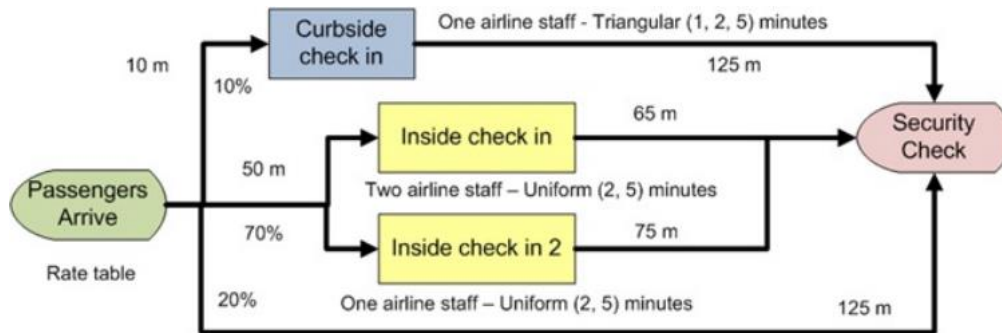 One airline staff - Triangular (1, 2, 5) minutes
Curbside
check in
10 m
10%
125 m
Inside check in
65 m
Security
Check
50 m
Two airline staff – Uniform (2, 5) minutes
Passengers
Arrive
70%
Inside check in 2
75 m
Rate table
One airline staff – Uniform (2, 5) minutes
20%
125 m